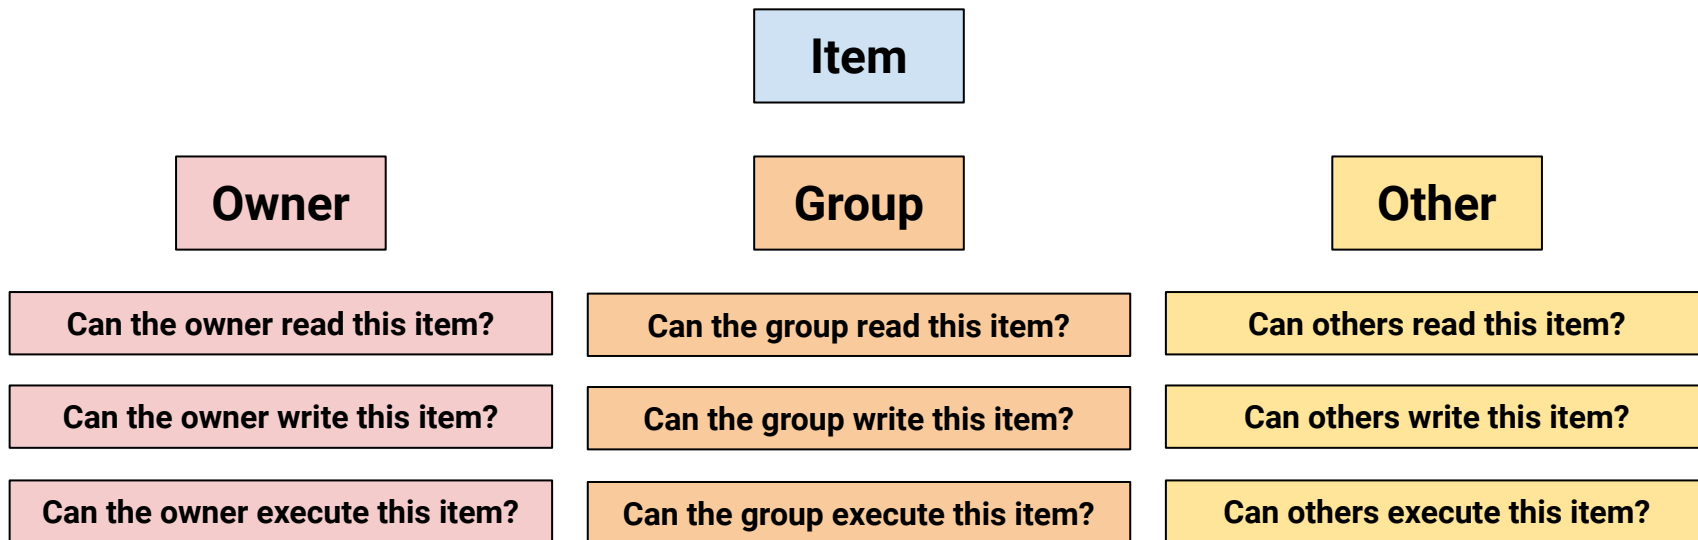 Item
Owner
Group
Other
Can the owner read this item?
Can the group read this item?
Can others read this item?
Can the owner write this item?
Can the group write this item?
Can others write this item?
Can the owner execute this item?
Can the group execute this item?
Can others execute this item?